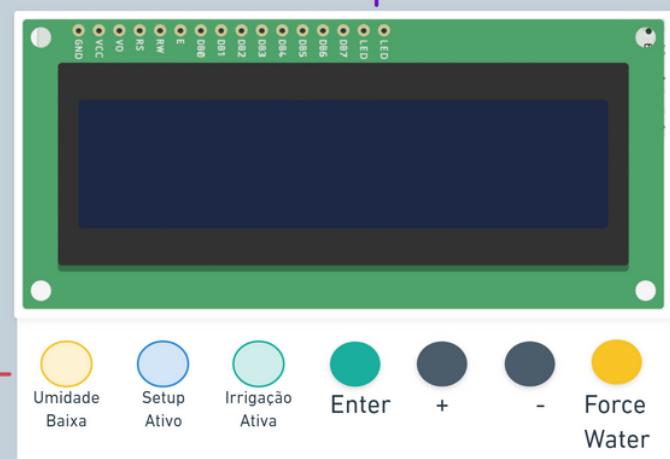 GND VCC VO RS RW E DB0 DB1 DB2 DB3 DB4 DB5 DB6 DB7 LED LED
Umidade
Baixa
Setup
Ativo
Irrigação
Ativa
Enter
+
-
Force
Water